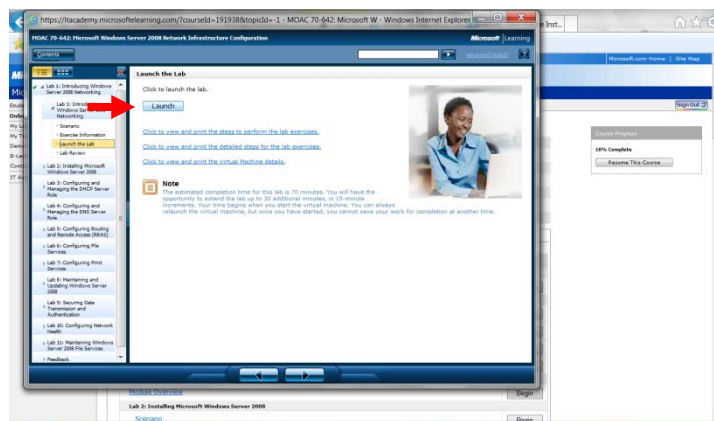 https://itacademy.microsoftelearning.com/?courseId=191938&topicId=-1 - MOAC 70-642: Microsoft W - Windows Internet Explorer
MOAC 70-642: Microsoft Windows Server 2008 Network Infrastructure Configuration
Microsoft | Learning
Contents
Advanced Search
Lab 1: Introducing Windows
Server 2008 Networking
Lab 1: Introducing
Windows Server 2008
Networking
Scenario
Exercise Information
Launch the Lab
Lab Review
Lab 2: Installing Microsoft
Windows Server 2008
Lab 3: Configuring and
Managing the DHCP Server
Role
Lab 4: Configuring and
Managing the DNS Server
Role
Lab 5: Configuring Routing
and Remote Access (RRAS)
Lab 6: Configuring File
Services
Lab 7: Configuring Print
Services
Lab 8: Maintaining and
Updating Windows Server
2008
Lab 9: Securing Data
Transmission and
Authentication
Lab 10: Configuring Network
Health
Lab 11: Maintaining Windows
Server 2008 File Services
Feedback
Launch the Lab
Click to launch the lab.
Launch
Click to view and print the steps to perform the lab exercises.
Click to view and print the detailed steps for the lab exercises.
Click to view and print the Virtual Machine details.
Note
The estimated completion time for this lab is 70 minutes. You will have the
opportunity to extend the lab up to 30 additional minutes, in 15-minute
increments. Your time begins when you start the virtual machine. You can always
relaunch the virtual machine, but once you have started, you cannot save your work for completion at another time.
e Inst...
Microsoft.com Home | Site Map
Sign Out
Course Progress
18% Complete
Resume This Course
Module Overview
Begin
Lab 2: Installing Microsoft Windows Server 2008
Scenario
Begin